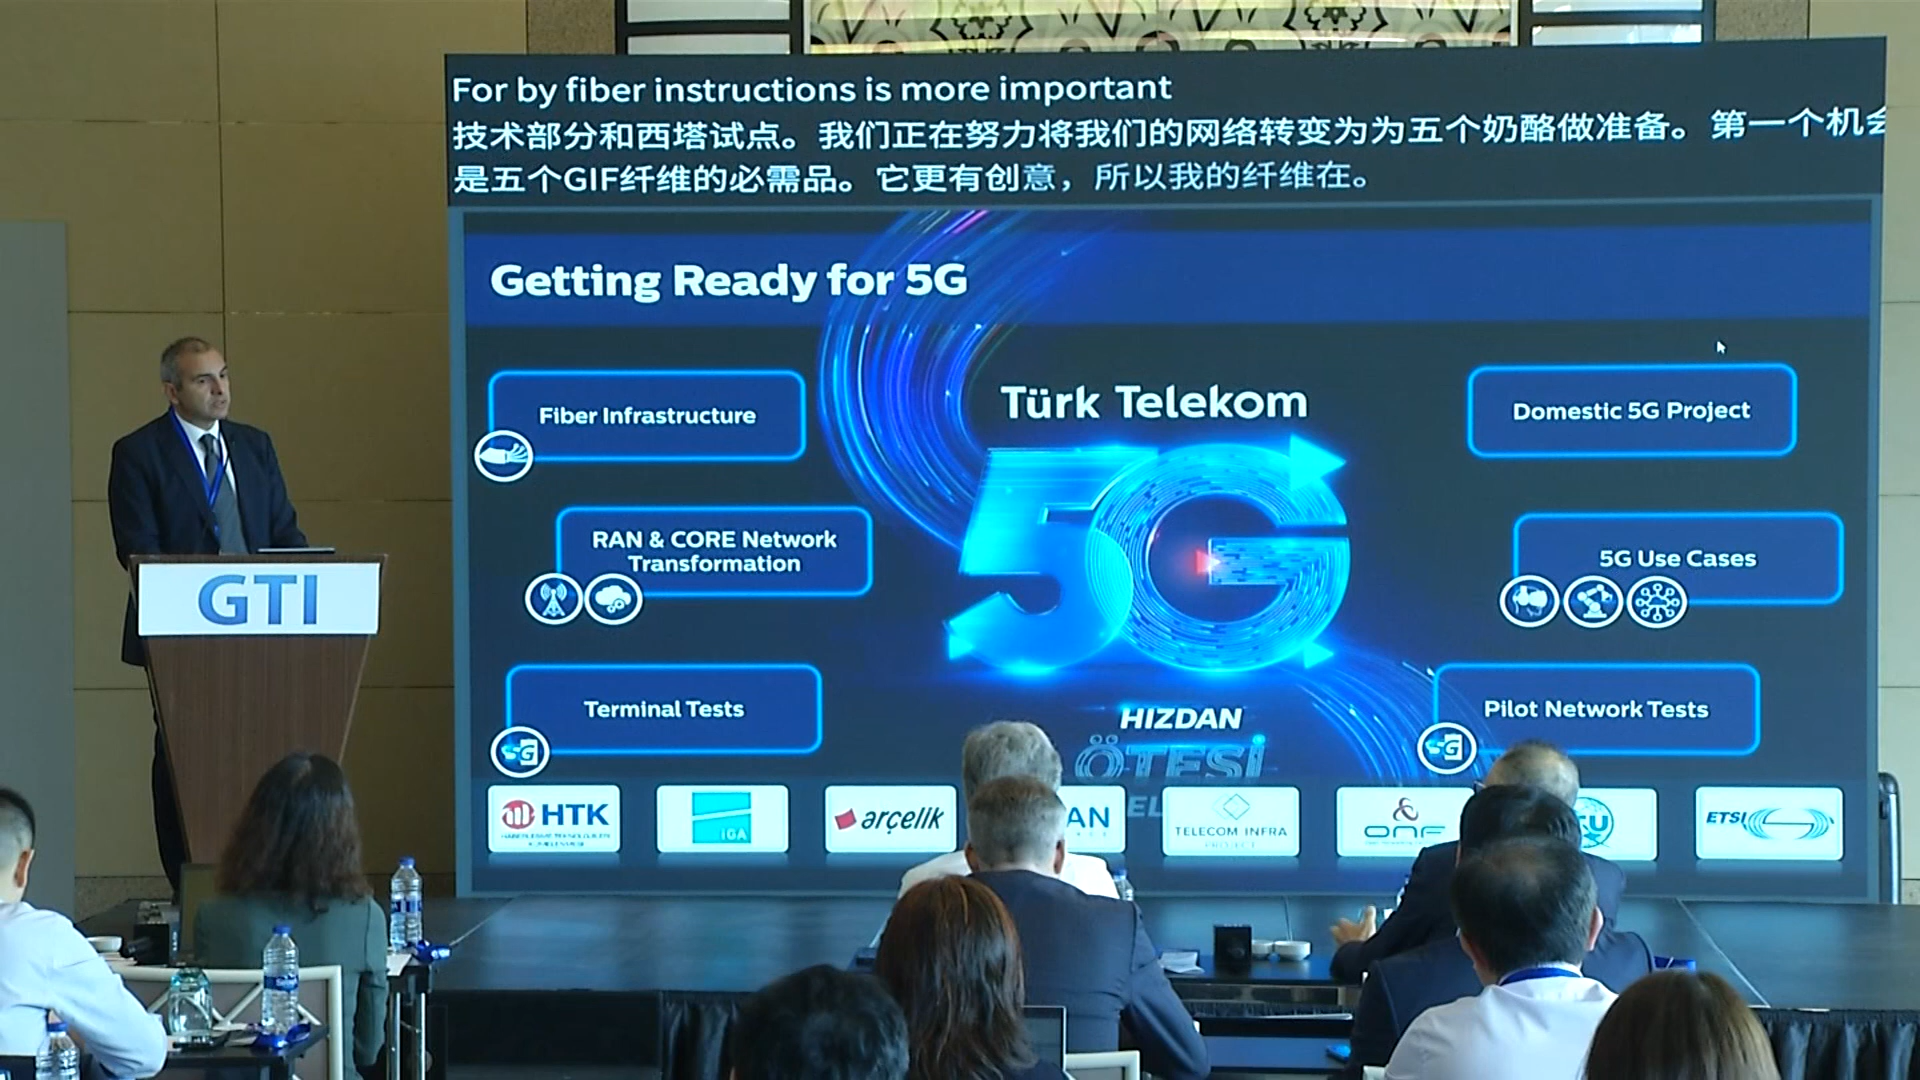 For by fiber instructions is more important
技术部分和西塔试点。我们正在努力将我们的网络转变为为五个奶酪做准备。第一个机会
是五个GIF纤维的必需品。它更有创意，所以我的纤维在。
Getting Ready for 5G
Fiber Infrastructure
RAN & CORE Network
Transformation
Terminal Tests
Türk Telekom
5G
HIZDAN
ÖTESİ
Domestic 5G Project
5G Use Cases
Pilot Network Tests
GTI
HTK
iGA
arçelik
TELECOM INFRA
PROJECT
ONF
ETSI